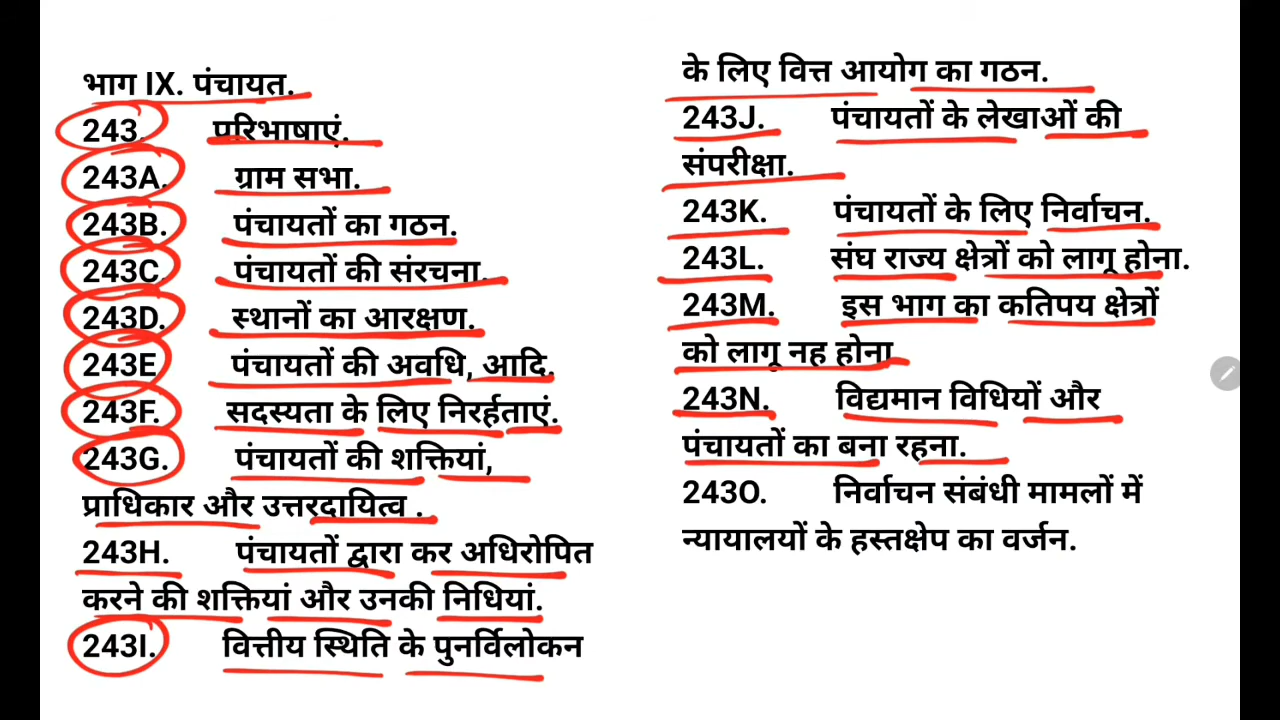 भाग IX. पंचायत.
243. परिभाषाएं.
243A. ग्राम सभा.
243B. पंचायतों का गठन.
243C. पंचायतों की संरचना.
243D. स्थानों का आरक्षण.
243E पंचायतों की अवधि, आदि.
243F. सदस्यता के लिए निरर्हताएं.
243G. पंचायतों की शक्तियां,
प्राधिकार और उत्तरदायित्व .
243H. पंचायतों द्वारा कर अधिरोपित
करने की शक्तियां और उनकी निधियां.
243I. वित्तीय स्थिति के पुनर्विलोकन
के लिए वित्त आयोग का गठन.
243J. पंचायतों के लेखाओं की
संपरीक्षा.
243K. पंचायतों के लिए निर्वाचन.
243L. संघ राज्य क्षेत्रों को लागू होना.
243M. इस भाग का कतिपय क्षेत्रों
को लागू नह होना
243N. विद्यमान विधियों और
पंचायतों का बना रहना.
243O. निर्वाचन संबंधी मामलों में
न्यायालयों के हस्तक्षेप का वर्जन.